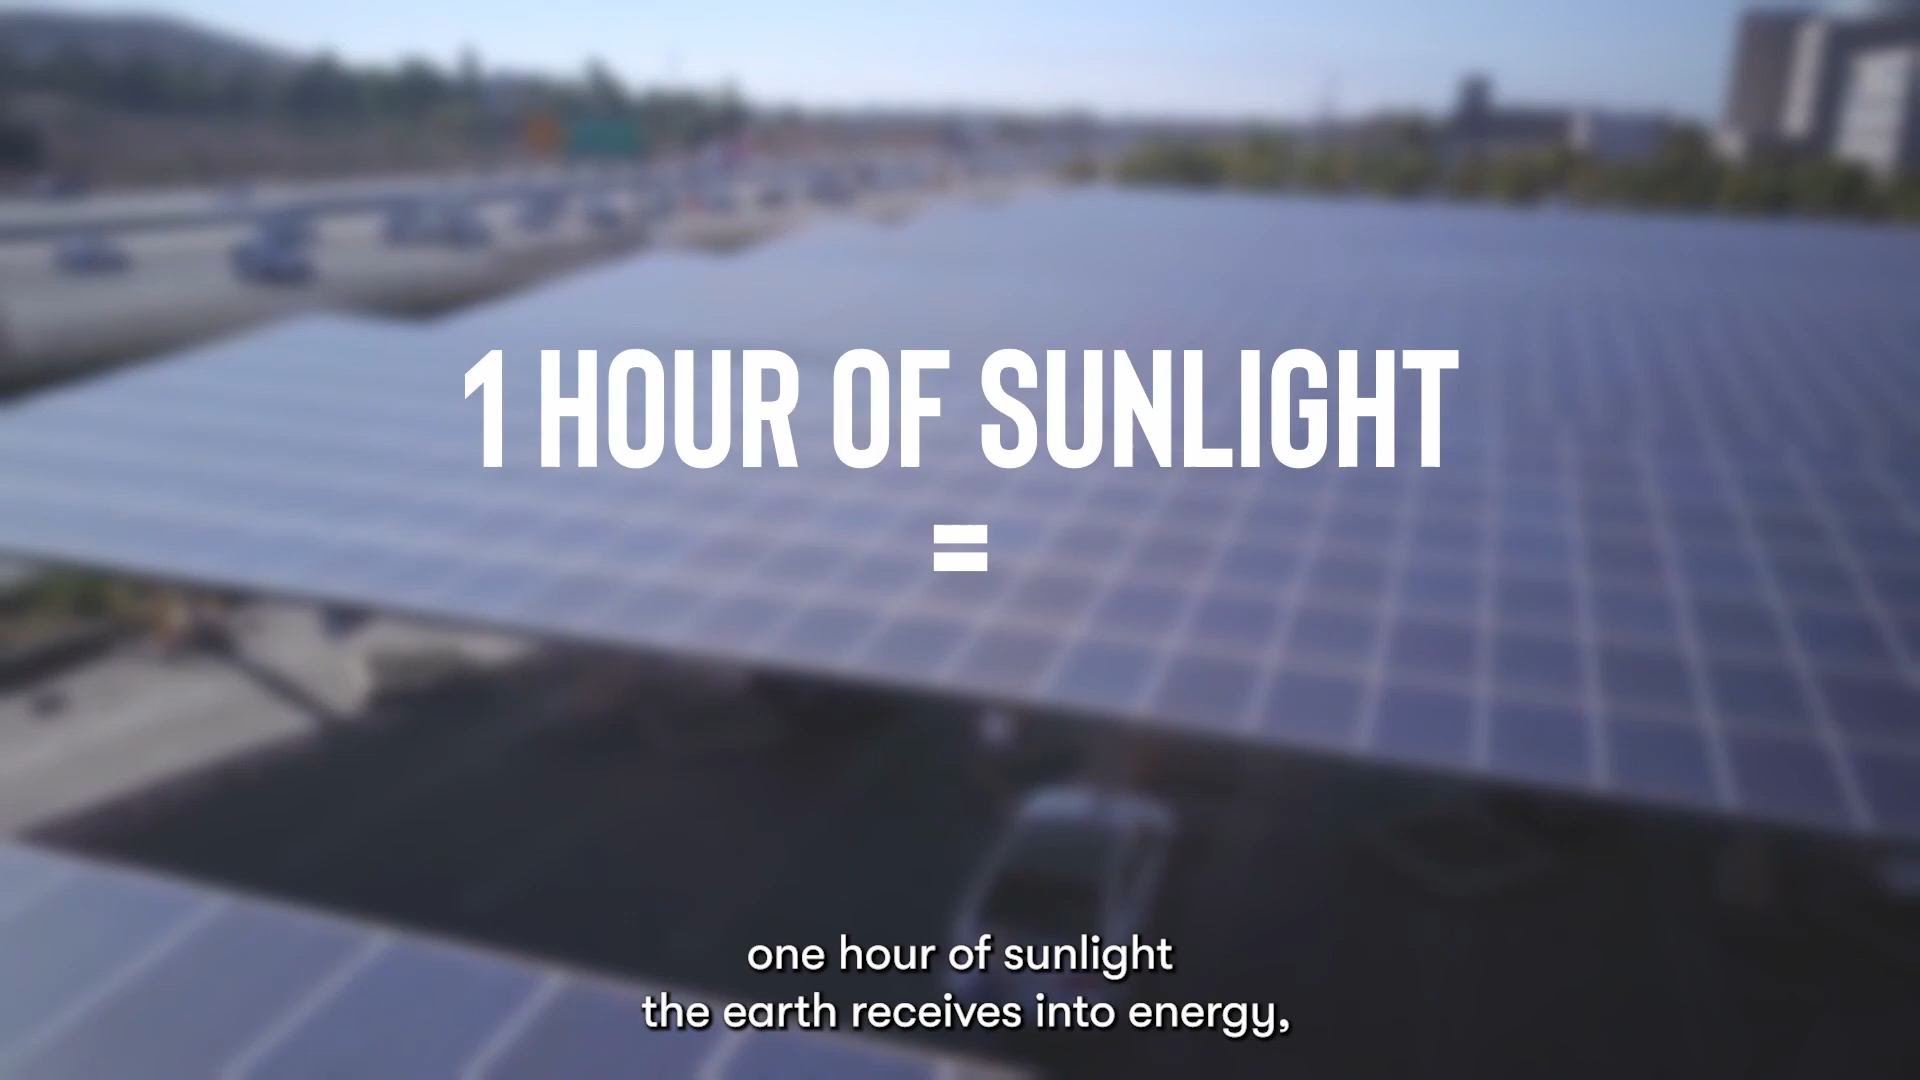 1 HOUR OF SUNLIGHT
=
one hour of sunlight
the earth receives into energy,